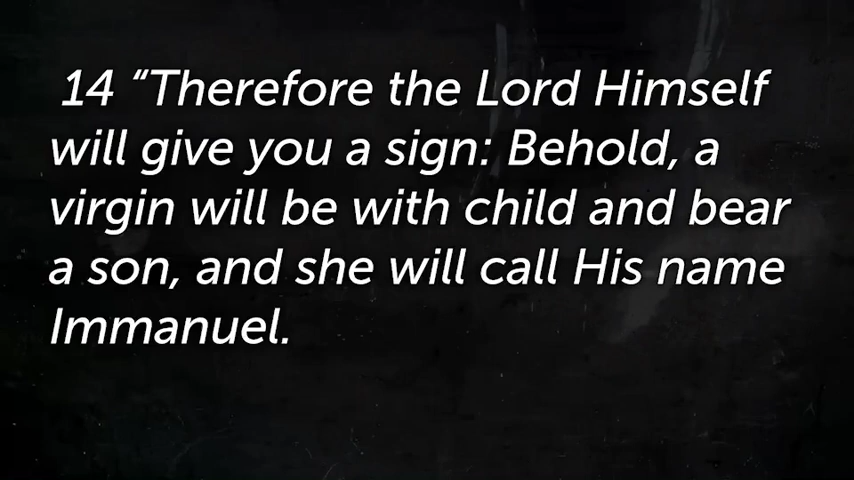 14 “Therefore the Lord Himself
will give you a sign: Behold, a
virgin will be with child and bear
a son, and she will call His name
Immanuel.